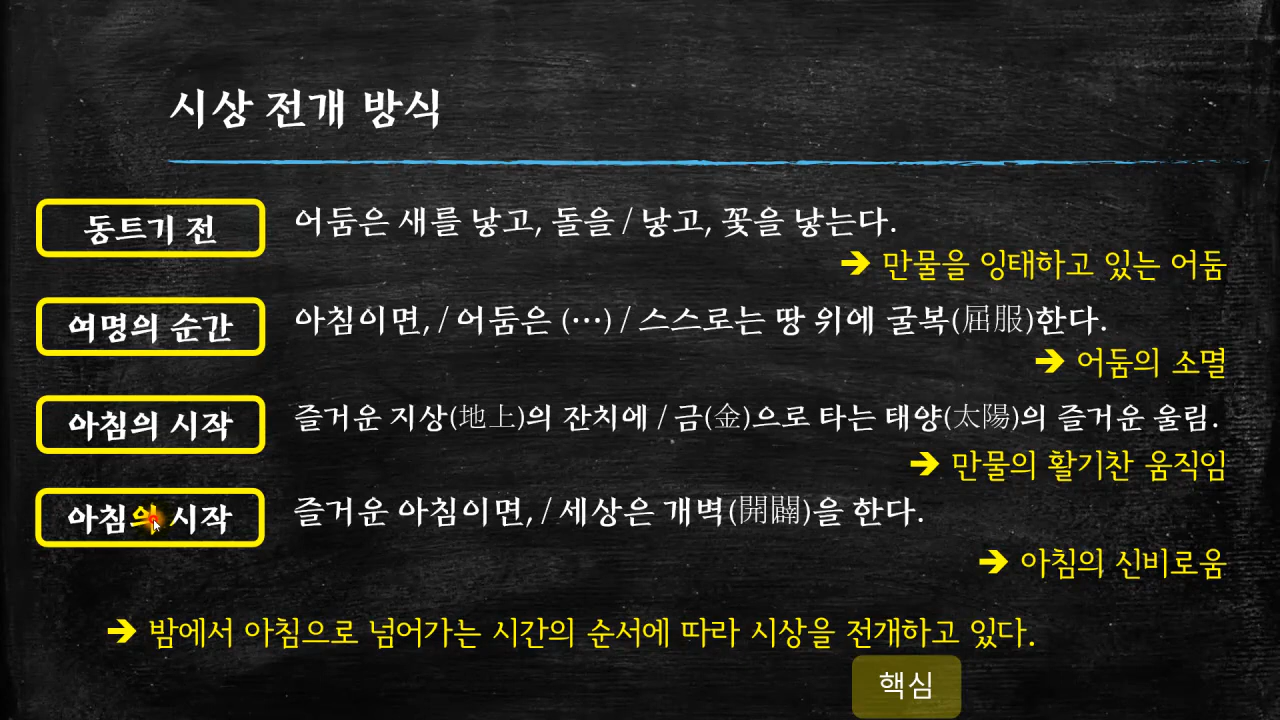 시상 전개 방식
동트기 전
어둠은 새를 낳고, 돌을 / 낳고, 꽃을 낳는다.
➔ 만물을 잉태하고 있는 어둠
여명의 순간
아침이면, / 어둠은 (…) / 스스로는 땅 위에 굴복(屈服)한다.
➔ 어둠의 소멸
아침의 시작
즐거운 지상(地上)의 잔치에 / 금(金)으로 타는 태양(太陽)의 즐거운 울림.
➔ 만물의 활기찬 움직임
아침의 시작
즐거운 아침이면, / 세상은 개벽(開闢)을 한다.
➔ 아침의 신비로움
➔ 밤에서 아침으로 넘어가는 시간의 순서에 따라 시상을 전개하고 있다.
핵심